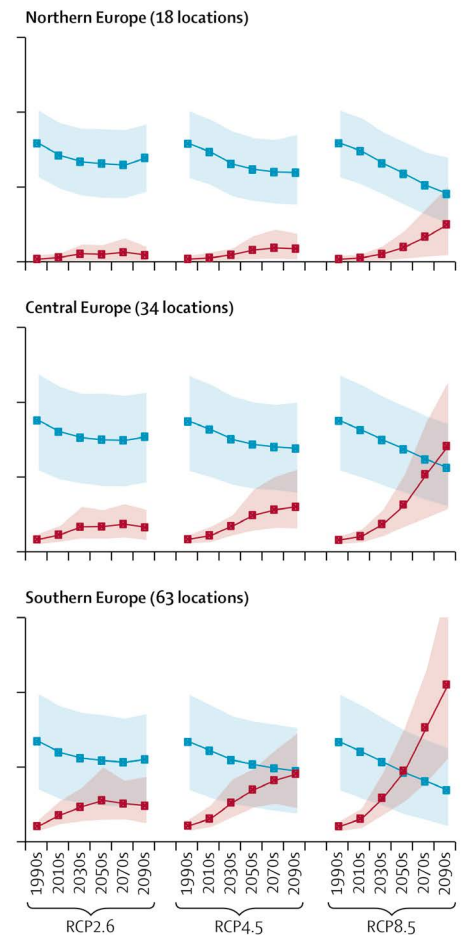 Northern Europe (18 locations)
Central Europe (34 locations)
Southern Europe (63 locations)
1990s 2010s 2030s 2050s 2070s 2090s 1990s 2010s 2030s 2050s 2070s 2090s 1990s 2010s 2030s 2050s 2070s 2090s
RCP2.6 RCP4.5 RCP8.5